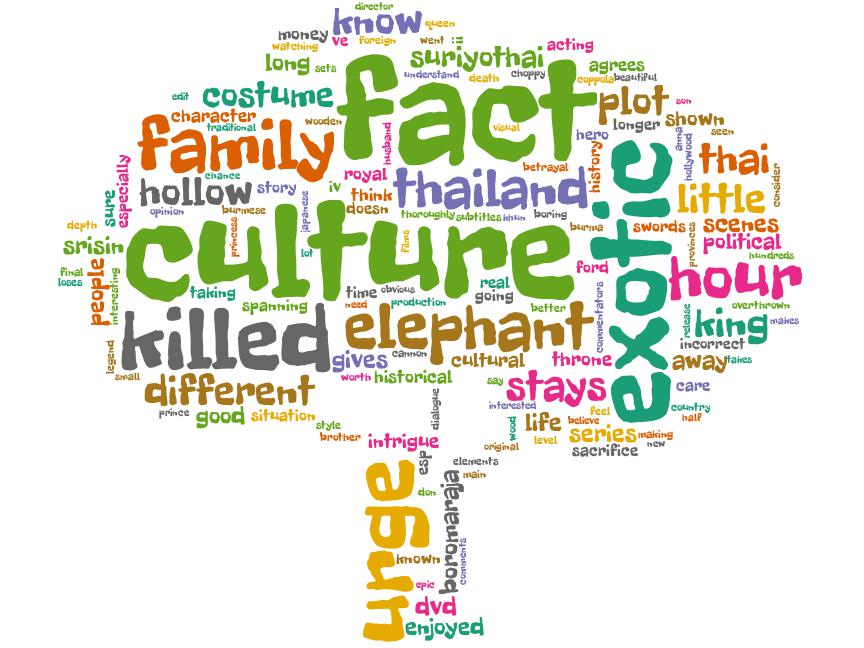 director
know
queen
money
watching
ve
foreign
went
iii
acting
long
sets
suriyothai
agrees
understand
death
choppy
coppola
beautiful
edit
costume
fact
plot
son
character
traditional
wooden
visual
longer
shown
hero
seen
anna
family
husband
history
hollywood
thai
consider
especially
chance
royal
betrayal
exotic
sure
hollow
story
iv
think
thailand
little
opinion
burmese
japanese
doesn
thoroughly
subtitles
khun
boring
depth
princess
culture
films
burma
swords
scenes
srisin
lot
provinces
political
hundreds
final
loses
people
interesting
taking
time
obvious
real
going
ford
hour
spanning
need
production
better
commentators
release
overthrown
killed
elephant
king
makes
legend
gives
cannon
cultural
throne
incorrect
away
takes
small
different
worth
historical
say
stays
care
prince
good
situation
dialogue
interested
feel
country
style
wood
life
believe
half
brother
intrigue
level
series
making
original
sacrifice
new
urge
esp
elements
main
don
boromaraja
known
comments
epic
dvd
enjoyed